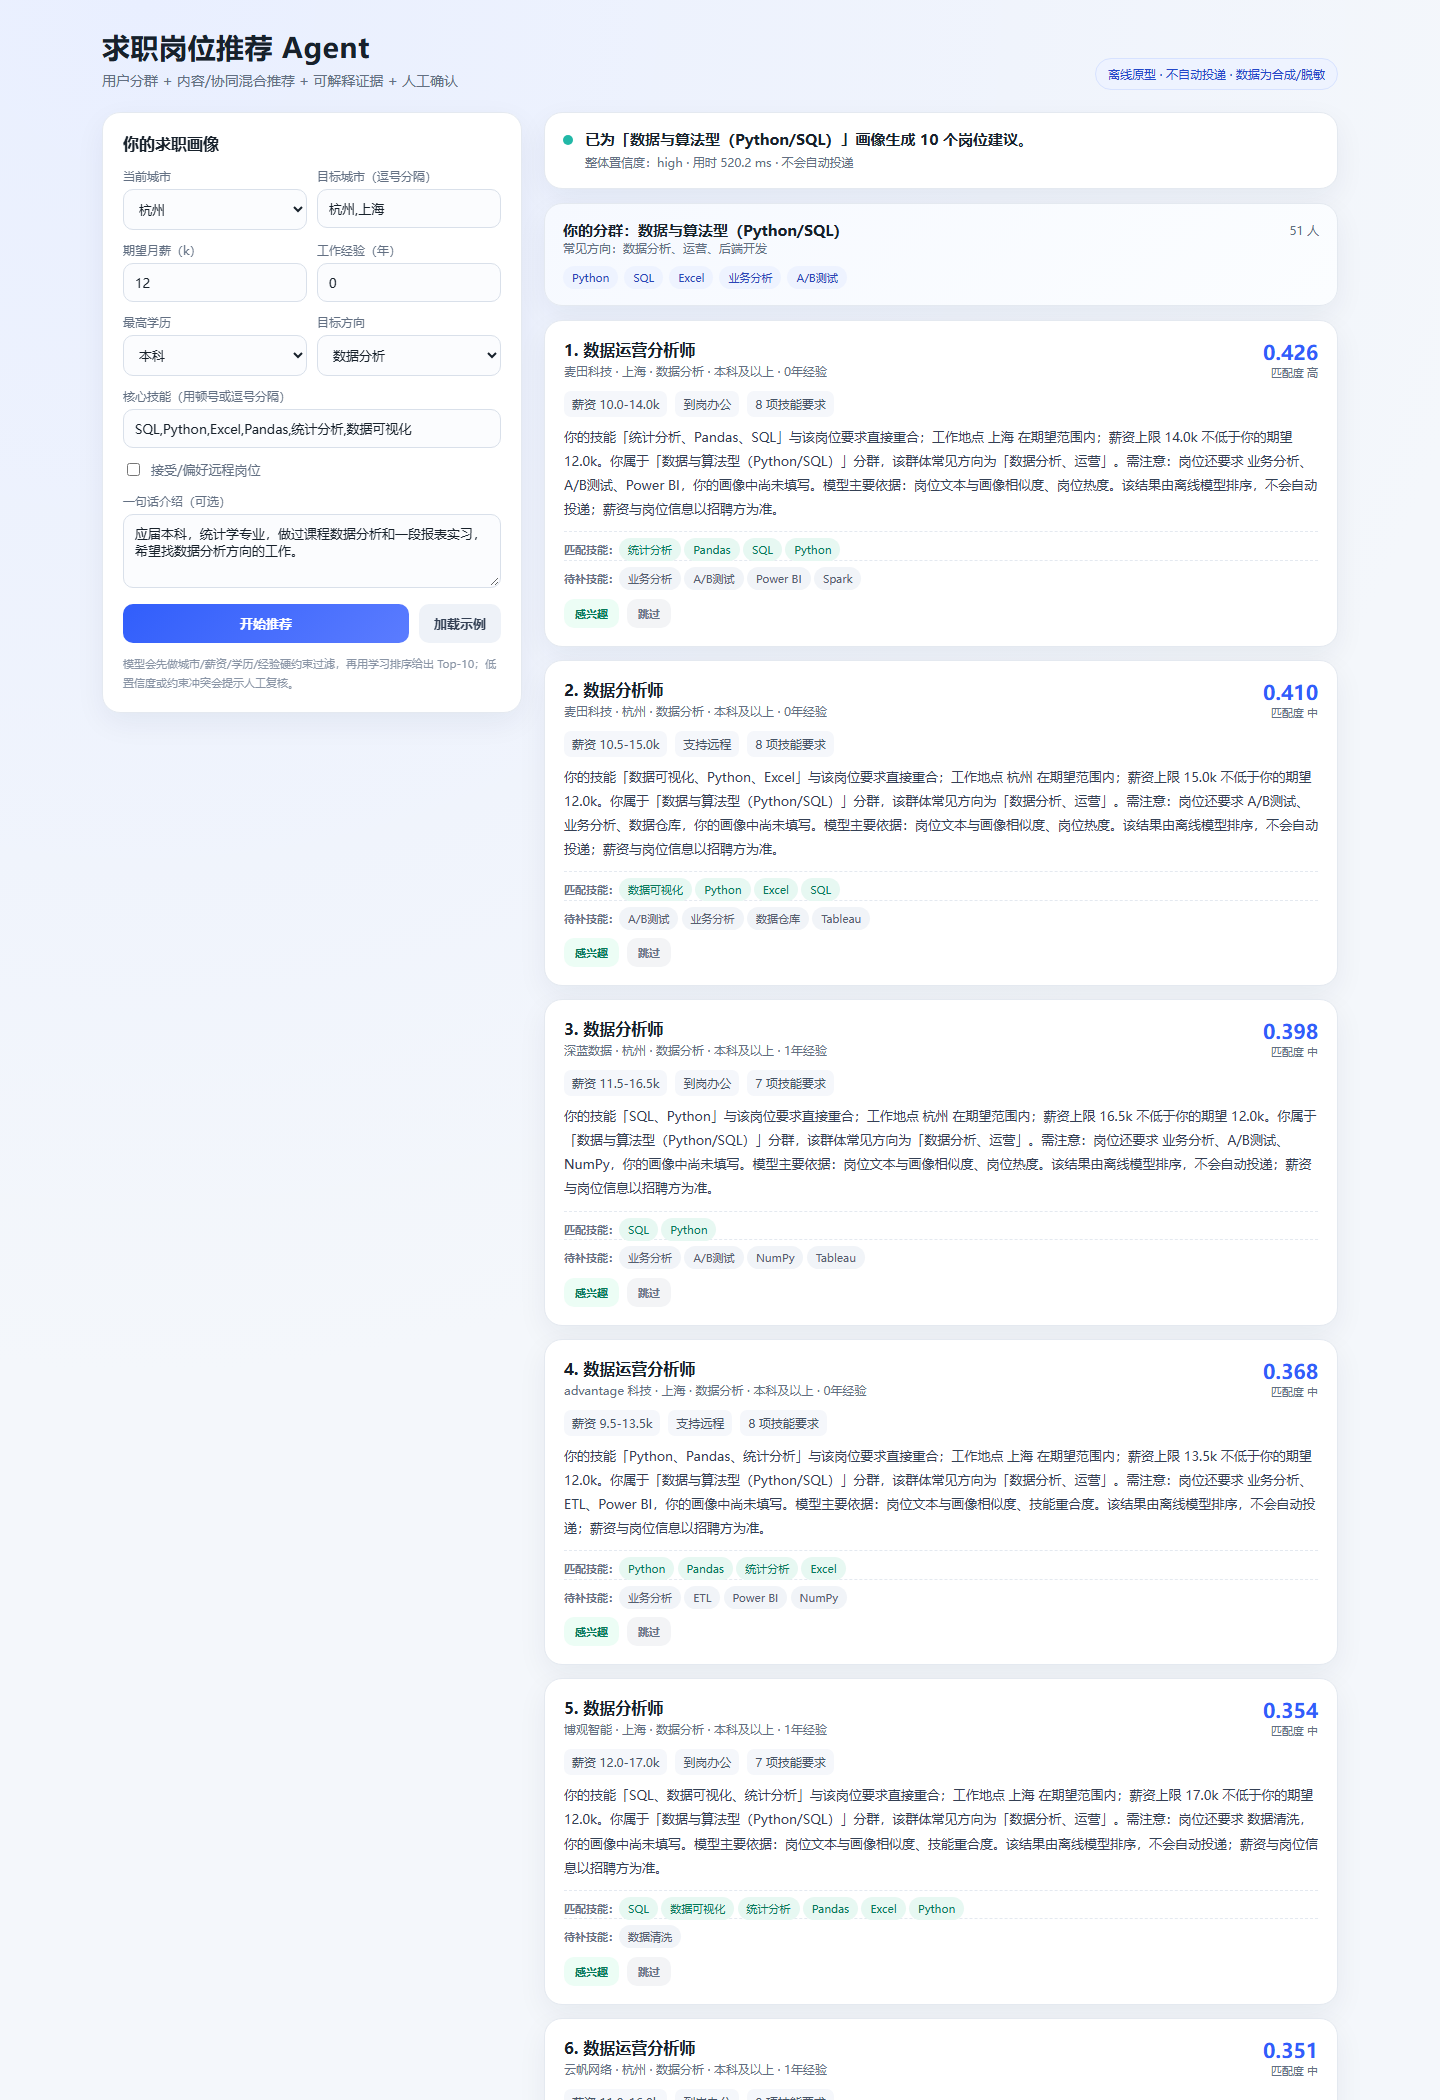 求职岗位推荐 Agent
用户分群 + 内容/协同混合推荐 + 可解释证据 + 人工确认
离线原型 · 不自动投递 · 数据为合成/脱敏
你的求职画像
当前城市
目标城市（逗号分隔）
杭州
杭州,上海
期望月薪（k）
工作经验（年）
12
0
最高学历
目标方向
本科
数据分析
核心技能（用顿号或逗号分隔）
SQL,Python,Excel,Pandas,统计分析,数据可视化
接受/偏好远程岗位
一句话介绍（可选）
应届本科，统计学专业，做过课程数据分析和一段报表实习，
希望找数据分析方向的工作。
开始推荐
加载示例
模型会先做城市/薪资/学历/经验硬约束过滤，再用学习排序给出 Top-10；低
置信度或约束冲突会提示人工复核。
已为「数据与算法型（Python/SQL）」画像生成 10 个岗位建议。
整体置信度：high · 用时 520.2 ms · 不会自动投递
你的分群：数据与算法型（Python/SQL）
51 人
常见方向：数据分析、运营、后端开发
Python SQL Excel 业务分析 A/B测试
1. 数据运营分析师
0.426
麦田科技 · 上海 · 数据分析 · 本科及以上 · 0年经验
匹配度 高
薪资 10.0-14.0k 到岗办公 8 项技能要求
你的技能「统计分析、Pandas、SQL」与该岗位要求直接重合；工作地点 上海 在期望范围内；薪资上限 14.0k 不低于你的期望
12.0k。你属于「数据与算法型（Python/SQL）」分群，该群体常见方向为「数据分析、运营」。需注意：岗位还要求 业务分析、
A/B测试、Power BI，你的画像中尚未填写。模型主要依据：岗位文本与画像相似度、岗位热度。该结果由离线模型排序，不会自动
投递；薪资与岗位信息以招聘方为准。
匹配技能： 统计分析 Pandas SQL Python
待补技能： 业务分析 A/B测试 Power BI Spark
感兴趣 跳过
2. 数据分析师
0.410
麦田科技 · 杭州 · 数据分析 · 本科及以上 · 0年经验
匹配度 中
薪资 10.5-15.0k 支持远程 8 项技能要求
你的技能「数据可视化、Python、Excel」与该岗位要求直接重合；工作地点 杭州 在期望范围内；薪资上限 15.0k 不低于你的期望
12.0k。你属于「数据与算法型（Python/SQL）」分群，该群体常见方向为「数据分析、运营」。需注意：岗位还要求 A/B测试、
业务分析、数据仓库，你的画像中尚未填写。模型主要依据：岗位文本与画像相似度、岗位热度。该结果由离线模型排序，不会自动
投递；薪资与岗位信息以招聘方为准。
匹配技能： 数据可视化 Python Excel SQL
待补技能： A/B测试 业务分析 数据仓库 Tableau
感兴趣 跳过
3. 数据分析师
0.398
深蓝数据 · 杭州 · 数据分析 · 本科及以上 · 1年经验
匹配度 中
薪资 11.5-16.5k 到岗办公 7 项技能要求
你的技能「SQL、Python」与该岗位要求直接重合；工作地点 杭州 在期望范围内；薪资上限 16.5k 不低于你的期望 12.0k。你属于
「数据与算法型（Python/SQL）」分群，该群体常见方向为「数据分析、运营」。需注意：岗位还要求 业务分析、A/B测试、
NumPy，你的画像中尚未填写。模型主要依据：岗位文本与画像相似度、岗位热度。该结果由离线模型排序，不会自动投递；薪资
与岗位信息以招聘方为准。
匹配技能： SQL Python
待补技能： 业务分析 A/B测试 NumPy Tableau
感兴趣 跳过
4. 数据运营分析师
0.368
advantage 科技 · 上海 · 数据分析 · 本科及以上 · 0年经验
匹配度 中
薪资 9.5-13.5k 支持远程 8 项技能要求
你的技能「Python、Pandas、统计分析」与该岗位要求直接重合；工作地点 上海 在期望范围内；薪资上限 13.5k 不低于你的期望
12.0k。你属于「数据与算法型（Python/SQL）」分群，该群体常见方向为「数据分析、运营」。需注意：岗位还要求 业务分析、
ETL、Power BI，你的画像中尚未填写。模型主要依据：岗位文本与画像相似度、技能重合度。该结果由离线模型排序，不会自动投
递；薪资与岗位信息以招聘方为准。
匹配技能： Python Pandas 统计分析 Excel
待补技能： 业务分析 ETL Power BI NumPy
感兴趣 跳过
5. 数据分析师
0.354
博观智能 · 上海 · 数据分析 · 本科及以上 · 1年经验
匹配度 中
薪资 12.0-17.0k 到岗办公 7 项技能要求
你的技能「SQL、数据可视化、统计分析」与该岗位要求直接重合；工作地点 上海 在期望范围内；薪资上限 17.0k 不低于你的期望
12.0k。你属于「数据与算法型（Python/SQL）」分群，该群体常见方向为「数据分析、运营」。需注意：岗位还要求 数据清洗，
你的画像中尚未填写。模型主要依据：岗位文本与画像相似度、技能重合度。该结果由离线模型排序，不会自动投递；薪资与岗位信
息以招聘方为准。
匹配技能： SQL 数据可视化 统计分析 Pandas Excel Python
待补技能： 数据清洗
感兴趣 跳过
6. 数据运营分析师
0.351
云帆网络 · 杭州 · 数据分析 · 本科及以上 · 1年经验
匹配度 中